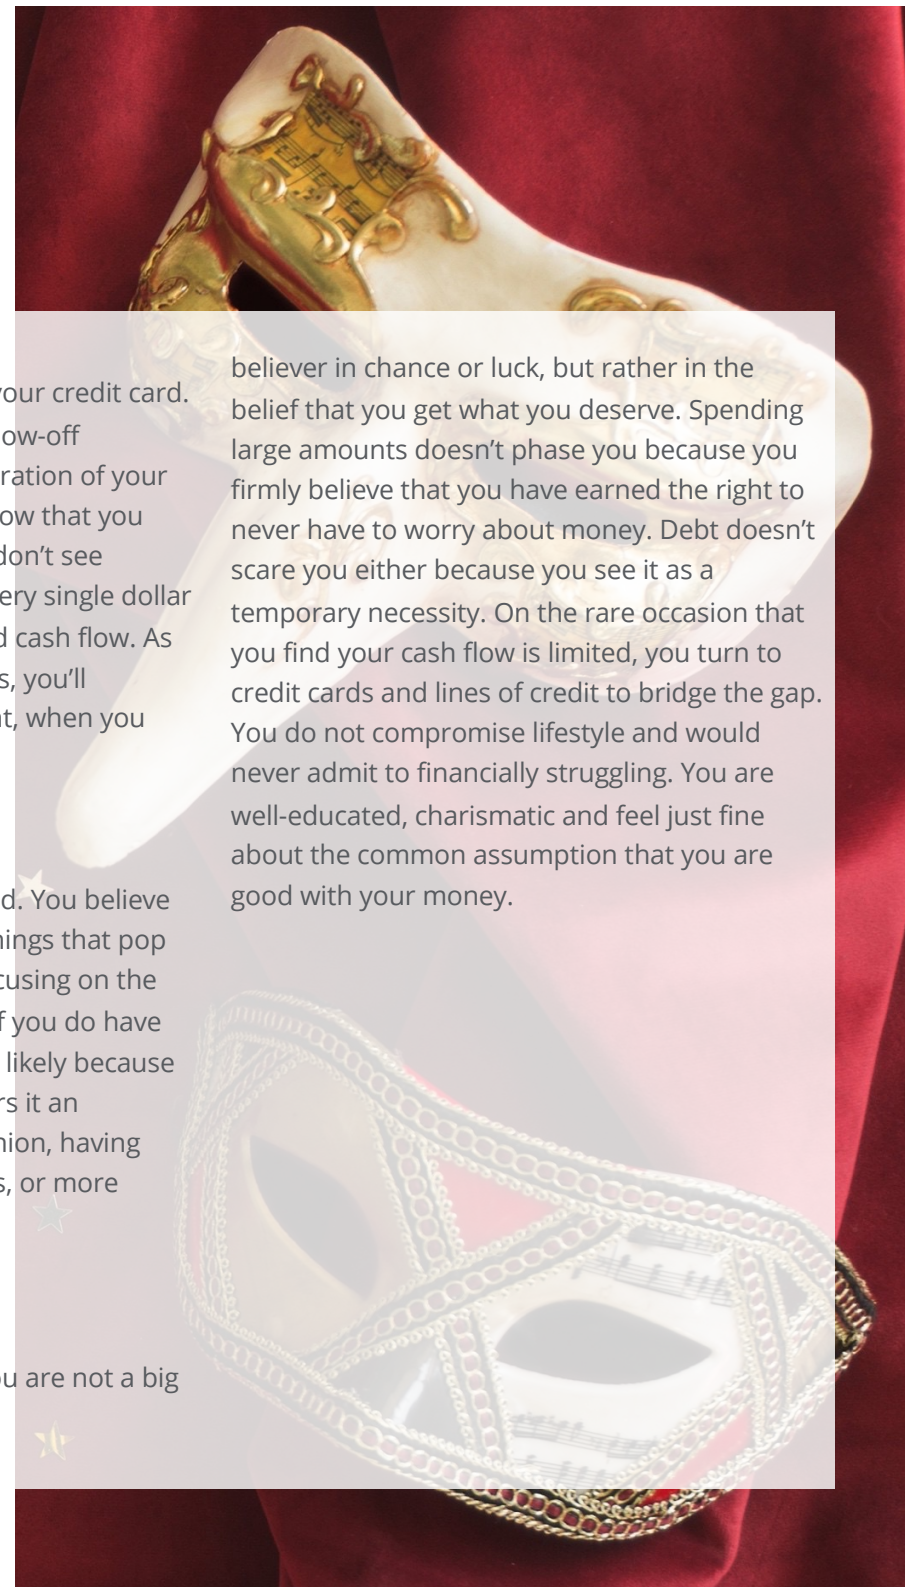 your credit card.
ow-off
ration of your
ow that you
don't see
ery single dollar
d cash flow. As
s, you'll
t, when you
d. You believe
nings that pop
cusing on the
f you do have
likely because
rs it an
nion, having
s, or more
ou are not a big
believer in chance or luck, but rather in the
belief that you get what you deserve. Spending
large amounts doesn't phase you because you
firmly believe that you have earned the right to
never have to worry about money. Debt doesn't
scare you either because you see it as a
temporary necessity. On the rare occasion that
you find your cash flow is limited, you turn to
credit cards and lines of credit to bridge the gap.
You do not compromise lifestyle and would
never admit to financially struggling. You are
well-educated, charismatic and feel just fine
about the common assumption that you are
good with your money.